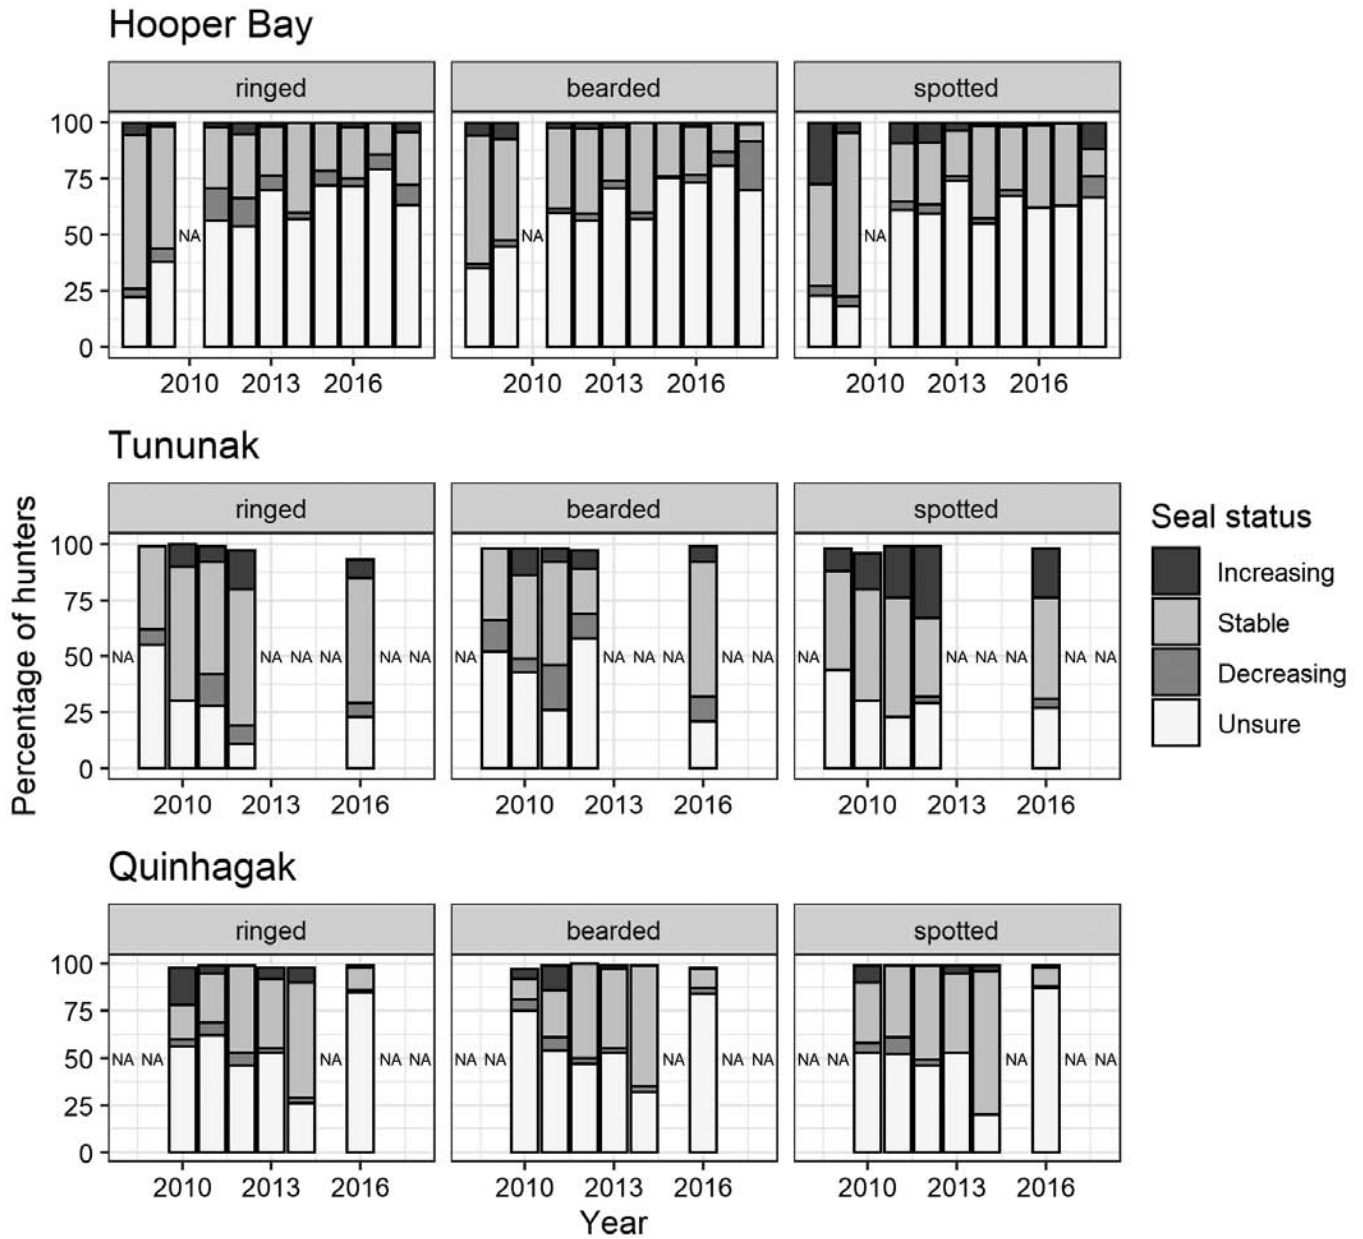 Hooper Bay
ringed bearded spotted
100
75
50
25
0
NA NA NA
2010 2013 2016 2010 2013 2016 2010 2013 2016
Tununak
ringed bearded spotted
100
75
50
25
0
NA NA NA NA NA NA NA NA NA NA NA NA NA NA NA NA NA NA
2010 2013 2016 2010 2013 2016 2010 2013 2016
Quinhagak
ringed bearded spotted
100
75
50
25
0
NA NA NA NA NA NA NA NA NA NA NA NA NA NA NA
2010 2013 2016 2010 2013 2016 2010 2013 2016
Year
Percentage of hunters
Seal status
Increasing
Stable
Decreasing
Unsure